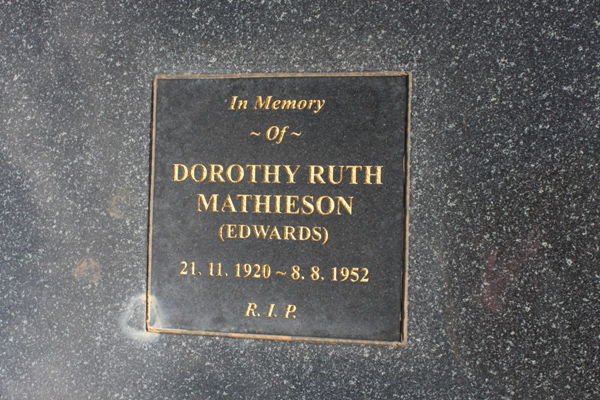 In Memory
~ Of ~
DOROTHY RUTH
MATHIESON
(EDWARDS)
21. 11. 1920 ~ 8. 8. 1952
R. I. P.